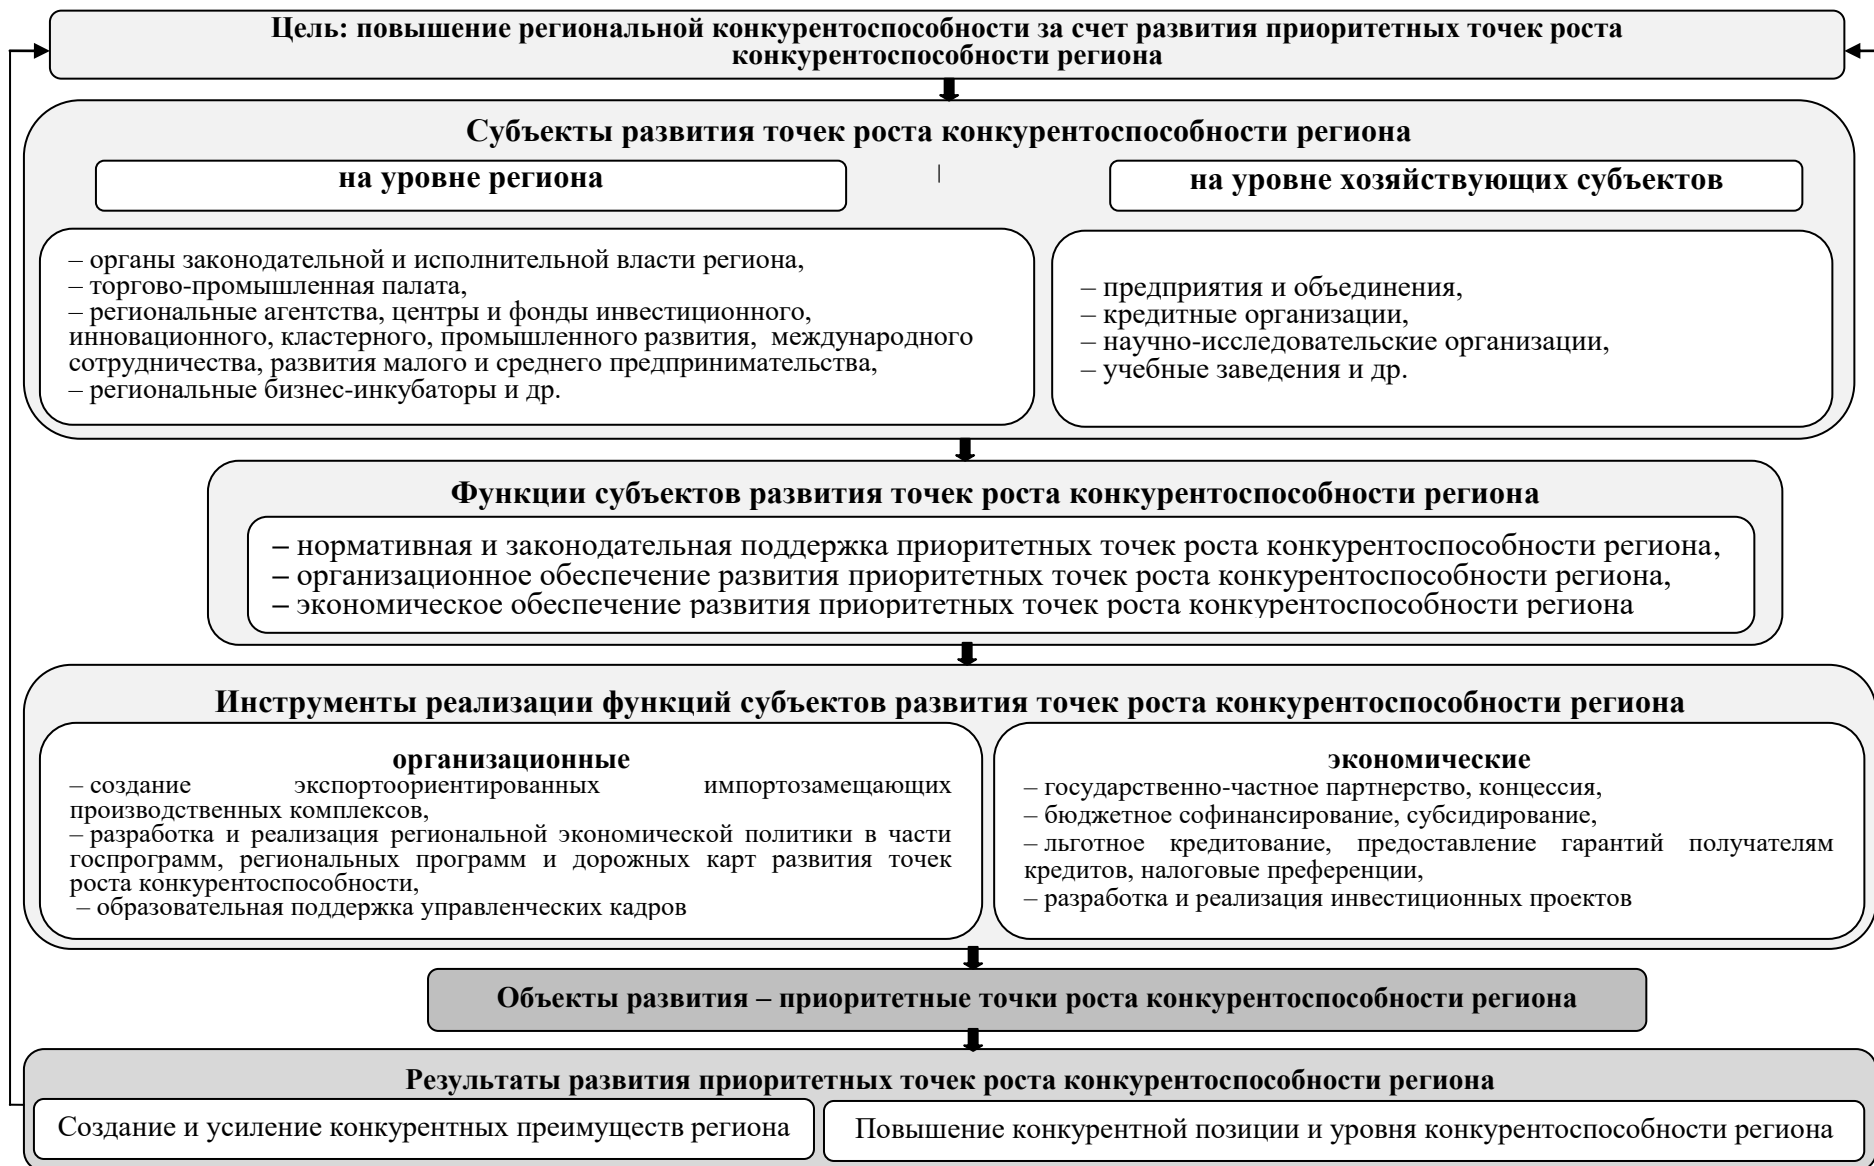 Цель: повышение региональной конкурентоспособности за счет развития приоритетных точек роста
конкурентоспособности региона
Субъекты развития точек роста конкурентоспособности региона
на уровне региона
на уровне хозяйствующих субъектов
– органы законодательной и исполнительной власти региона,
– торгово-промышленная палата,
– региональные агентства, центры и фонды инвестиционного,
инновационного, кластерного, промышленного развития, международного
сотрудничества, развития малого и среднего предпринимательства,
– региональные бизнес-инкубаторы и др.
– предприятия и объединения,
– кредитные организации,
– научно-исследовательские организации,
– учебные заведения и др.
Функции субъектов развития точек роста конкурентоспособности региона
– нормативная и законодательная поддержка приоритетных точек роста конкурентоспособности региона,
– организационное обеспечение развития приоритетных точек роста конкурентоспособности региона,
– экономическое обеспечение развития приоритетных точек роста конкурентоспособности региона
Инструменты реализации функций субъектов развития точек роста конкурентоспособности региона
организационные
– создание экспортоориентированных импортозамещающих
производственных комплексов,
– разработка и реализация региональной экономической политики в части
госпрограмм, региональных программ и дорожных карт развития точек
роста конкурентоспособности,
– образовательная поддержка управленческих кадров
экономические
– государственно-частное партнерство, концессия,
– бюджетное софинансирование, субсидирование,
– льготное кредитование, предоставление гарантий получателям
кредитов, налоговые преференции,
– разработка и реализация инвестиционных проектов
Объекты развития – приоритетные точки роста конкурентоспособности региона
Результаты развития приоритетных точек роста конкурентоспособности региона
Создание и усиление конкурентных преимуществ региона
Повышение конкурентной позиции и уровня конкурентоспособности региона